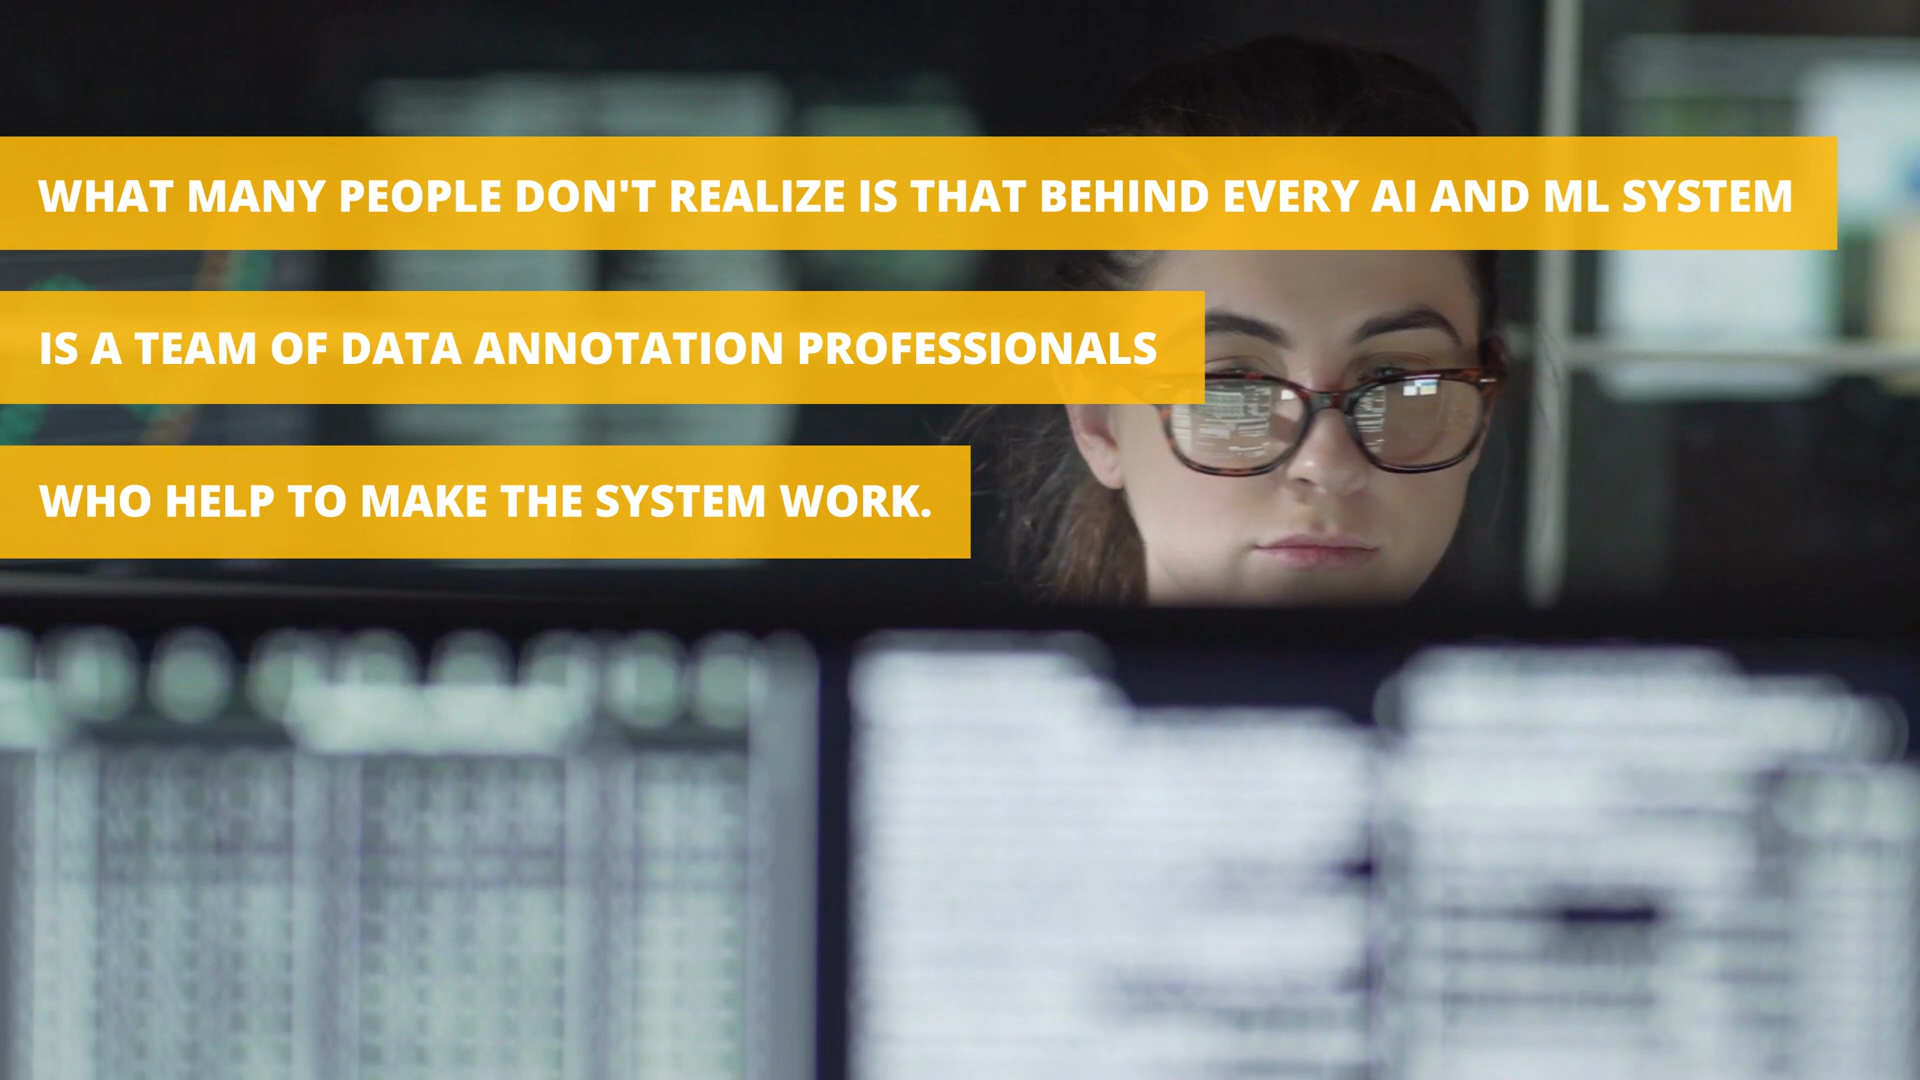 WHAT MANY PEOPLE DON'T REALIZE IS THAT BEHIND EVERY AI AND ML SYSTEM
IS A TEAM OF DATA ANNOTATION PROFESSIONALS
WHO HELP TO MAKE THE SYSTEM WORK.